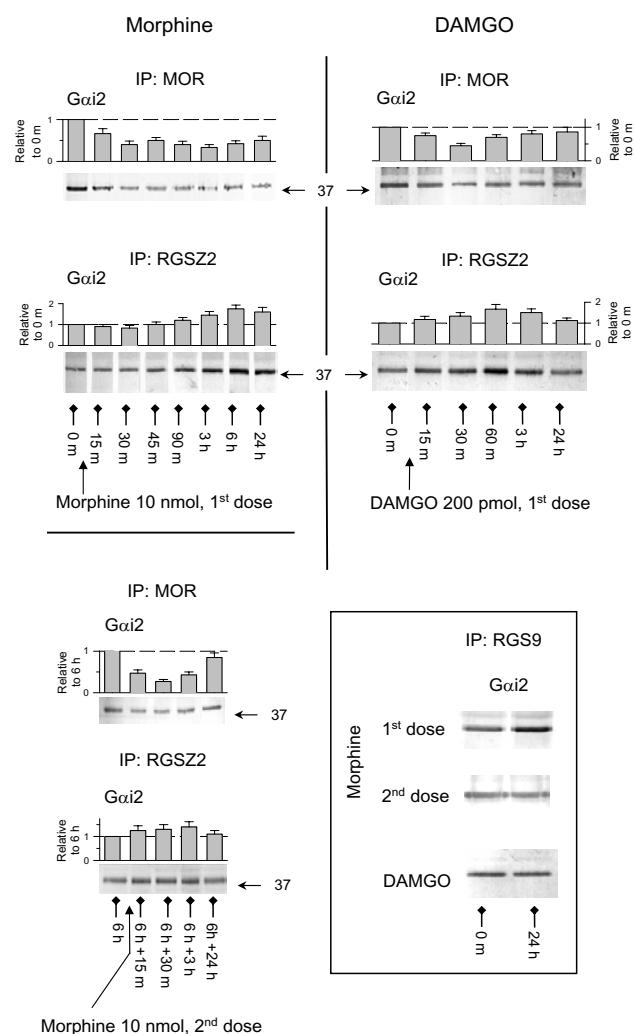 Morphine
DAMGO
IP: MOR
Gαi2
Relative
to 0 m
1
0
37
IP: MOR
Gαi2
1
0
Relative
to 0 m
IP: RGSZ2
Gαi2
Relative
to 0 m
2
1
0
37
IP: RGSZ2
Gαi2
2
1
0
Relative
to 0 m
0 m
15 m
30 m
45 m
90 m
3 h
6 h
24 h
Morphine 10 nmol, 1st dose
0 m
15 m
30 m
60 m
3 h
24 h
DAMGO 200 pmol, 1st dose
IP: MOR
Gαi2
Relative
to 6 h
1
0
37
IP: RGSZ2
Gαi2
Relative
to 6 h
1
0
37
6 h
6 h +15 m
6 h +30 m
6 h +3 h
6h +24 h
Morphine 10 nmol, 2nd dose
IP: RGS9
Gαi2
Morphine
1st dose
2nd dose
DAMGO
0 m
24 h